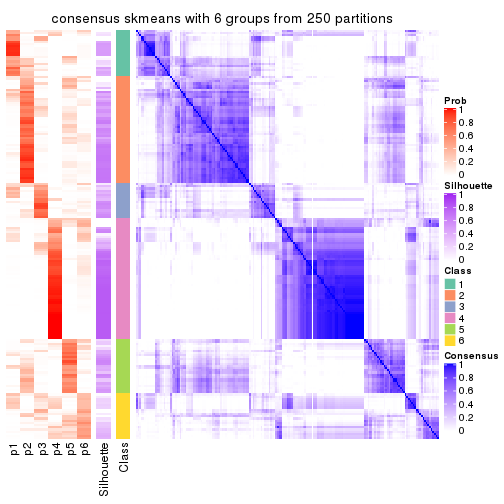 consensus skmeans with 6 groups from 250 partitions
Prob
1
0.8
0.6
0.4
0.2
0
Silhouette
1
0.8
0.6
0.4
0.2
0
Class
1
2
3
4
5
6
Consensus
1
0.8
0.6
0.4
0.2
0
p1
p2
p3
p4
p5
p6
Silhouette
Class